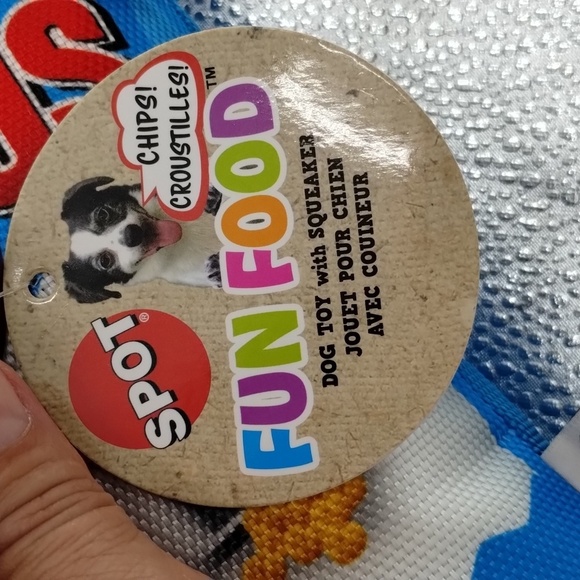 CHIPS!
CROUSTILLES!
SPOT®
FUN FOOD™
DOG TOY with SQUEAKER
JOUET POUR CHIEN
AVEC COUINEUR